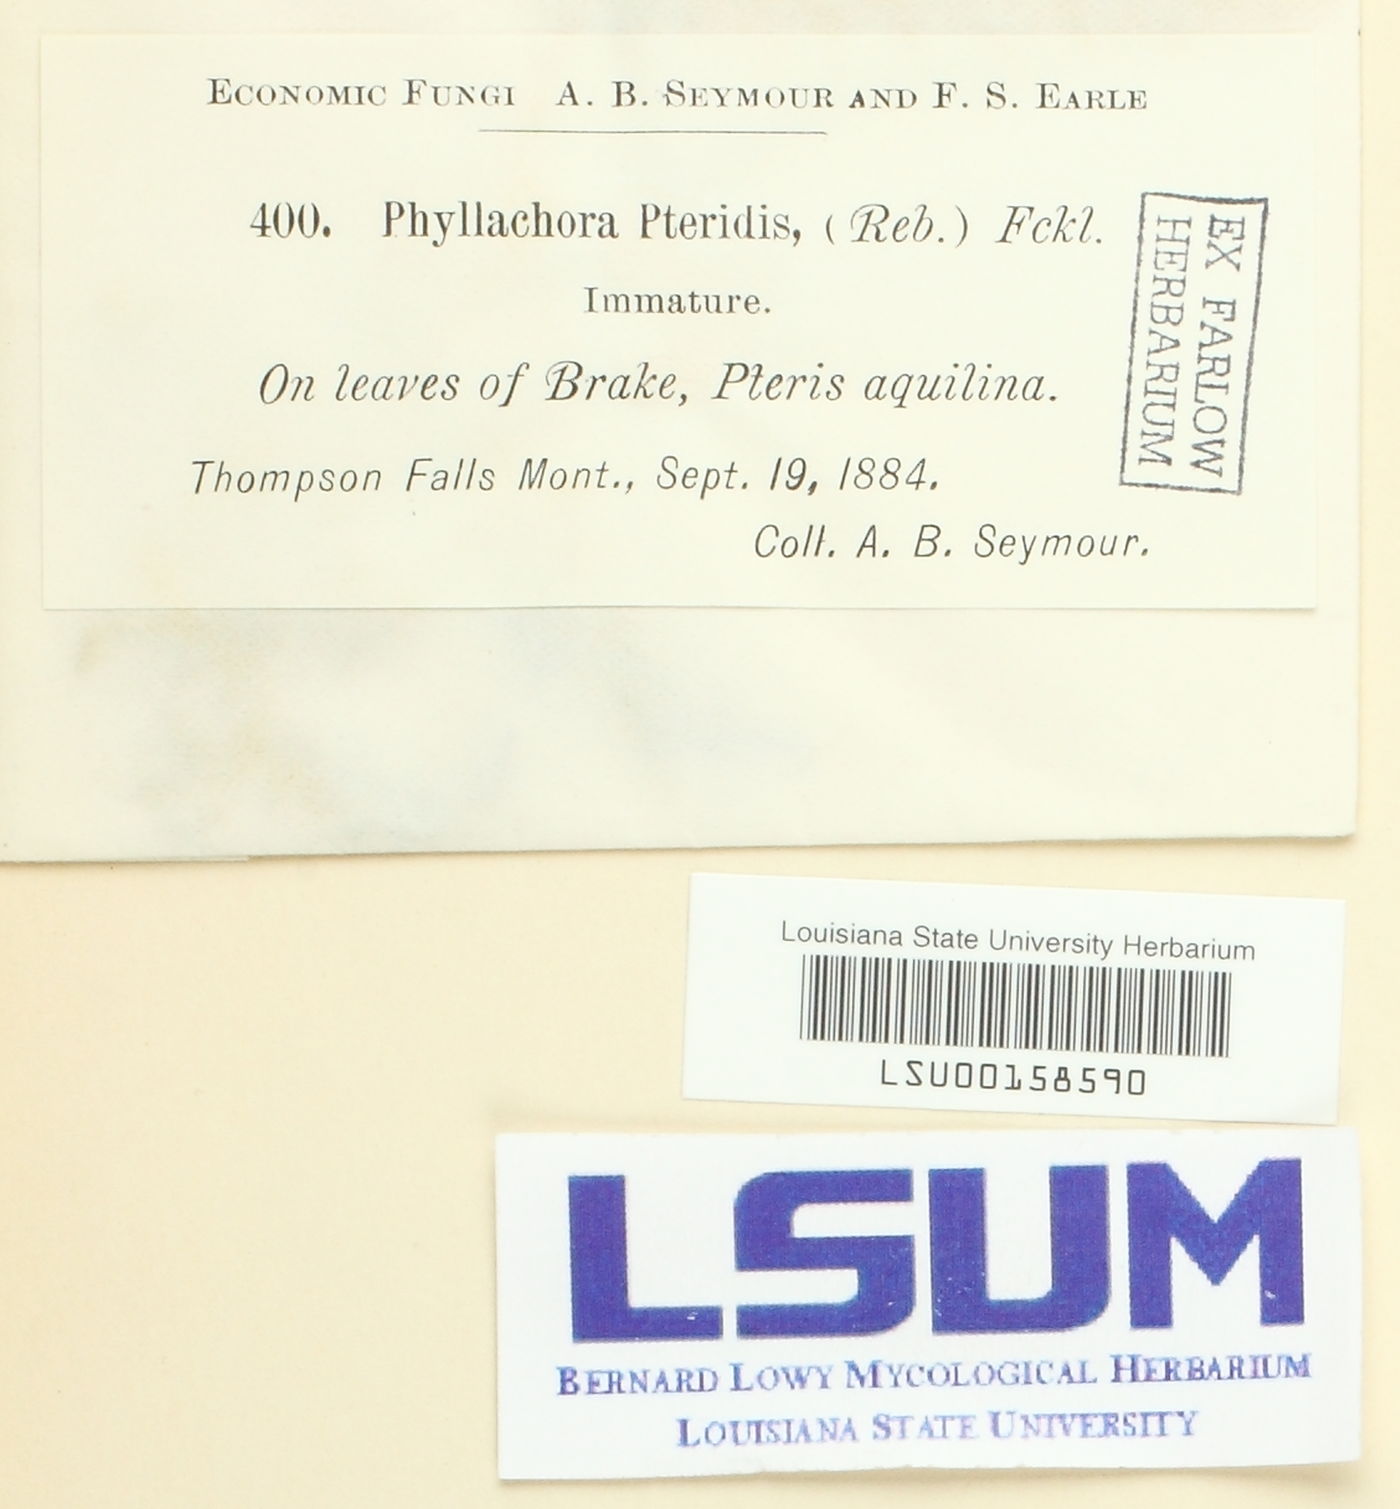 ECONOMIC FUNGI A. B. SEYMOUR AND F. S. EARLE
400. Phyllachora Pteridis, (Reb.) Fckl.
Immature.
On leaves of Brake, Pteris aquilina.
Thompson Falls Mont., Sept. 19, 1884.
Coll. A. B. Seymour.
EX FARLOW
HERBARIUM
Louisiana State University Herbarium
LSU00158590
LSUM
BERNARD LOWY MYCOLOGICAL HERBARIUM
LOUISIANA STATE UNIVERSITY